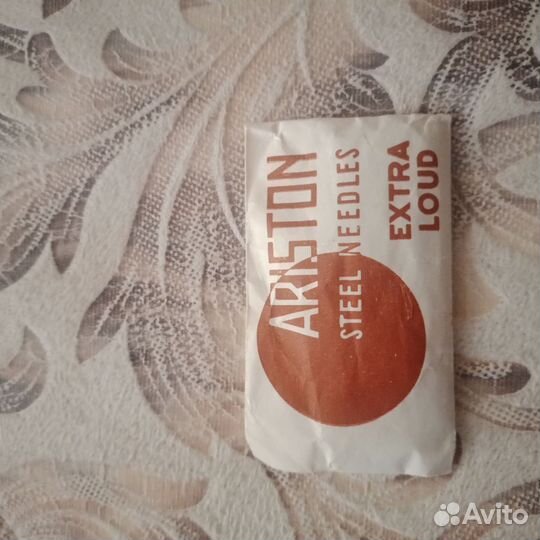 ARISTON
STEEL NEEDLES
EXTRA
LOUD
Avito